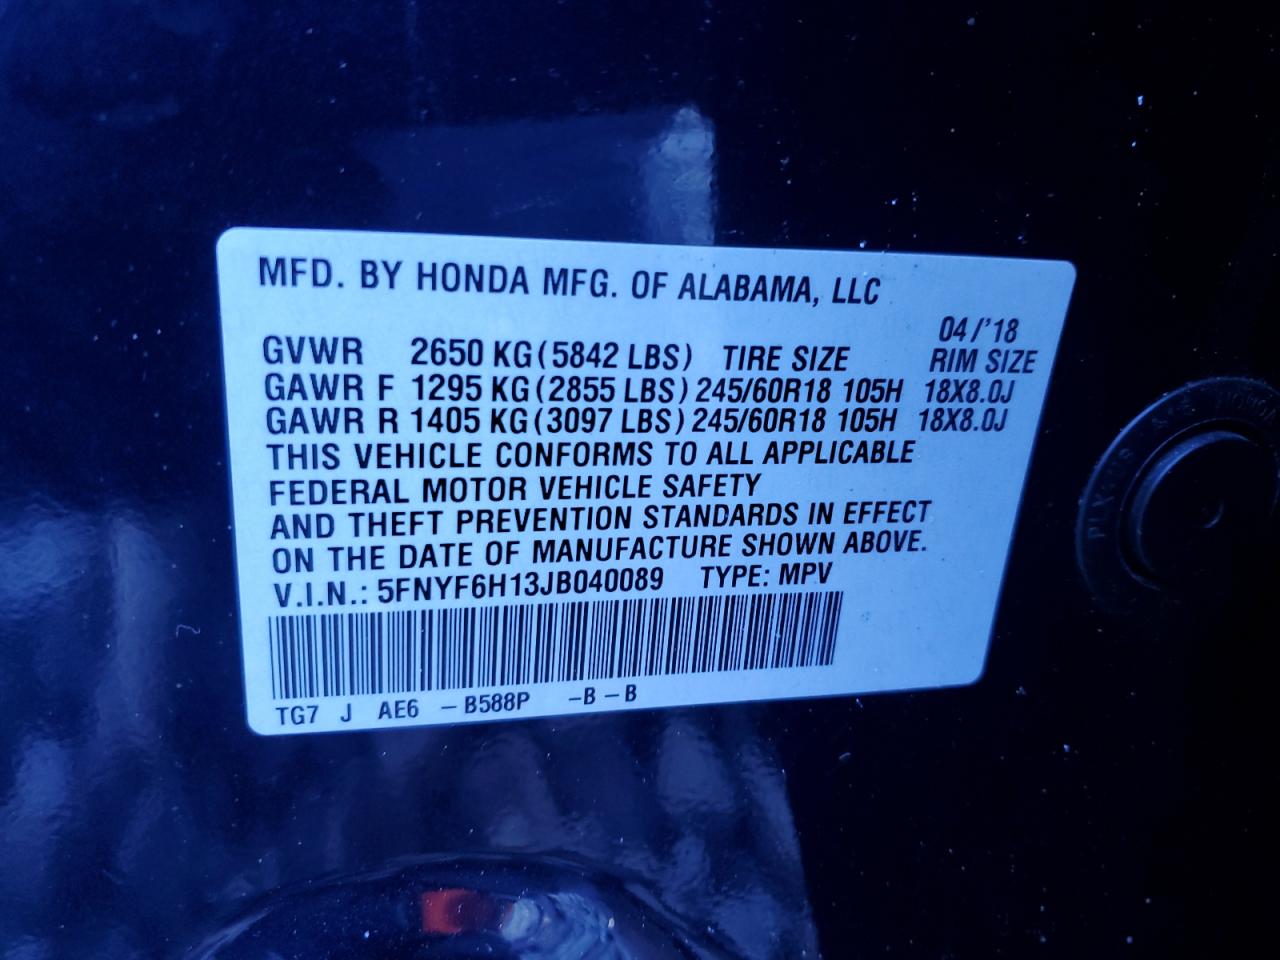 MFD. BY HONDA MFG. OF ALABAMA, LLC
04/'18
GVWR 2650 KG (5842 LBS) TIRE SIZE RIM SIZE
GAWR F 1295 KG (2855 LBS) 245/60R18 105H 18X8.0J
GAWR R 1405 KG (3097 LBS) 245/60R18 105H 18X8.0J
THIS VEHICLE CONFORMS TO ALL APPLICABLE
FEDERAL MOTOR VEHICLE SAFETY
AND THEFT PREVENTION STANDARDS IN EFFECT
ON THE DATE OF MANUFACTURE SHOWN ABOVE.
V.I.N.: 5FNYF6H13JB040089 TYPE: MPV
TG7 J AE6 -B588P -B-B